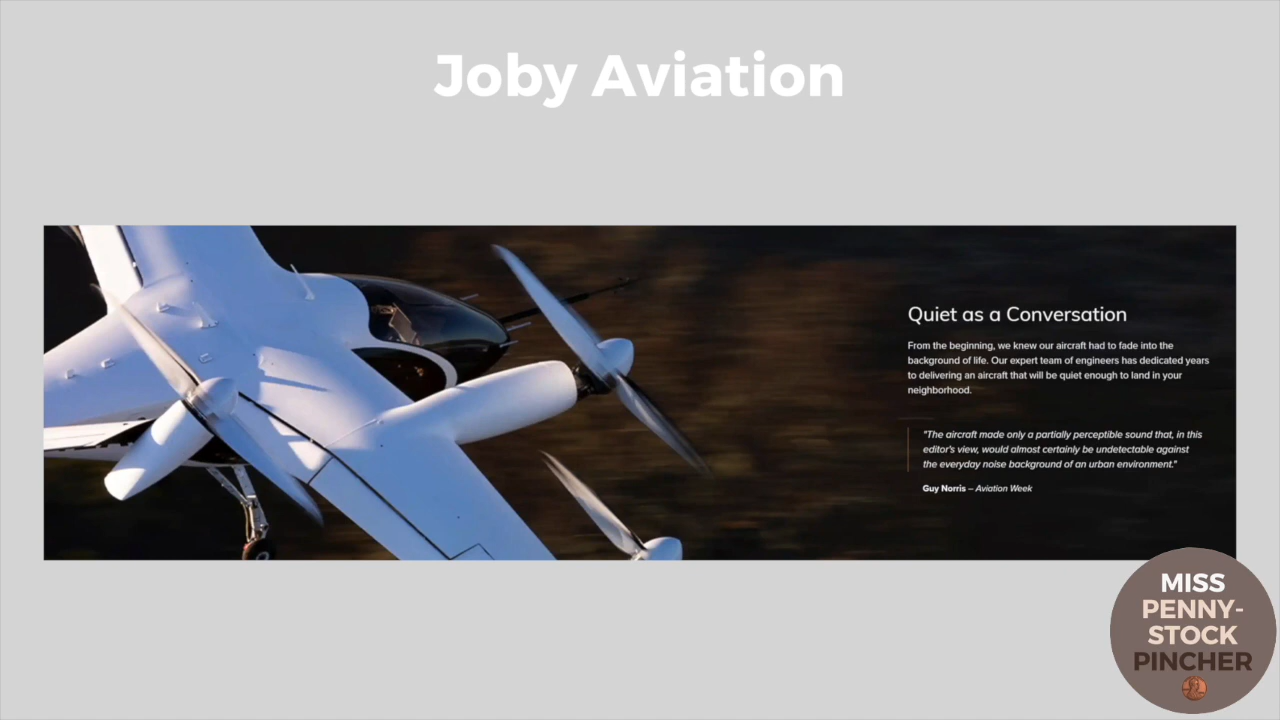 Joby Aviation
Quiet as a Conversation
From the beginning, we knew our aircraft had to fade into the
background of life. Our expert team of engineers has dedicated years
to delivering an aircraft that will be quiet enough to land in your
neighborhood.
"The aircraft made only a partially perceptible sound that, in this
editor's view, would almost certainly be undetectable against
the everyday noise background of an urban environment."
Guy Norris – Aviation Week
MISS
PENNY-
STOCK
PINCHER